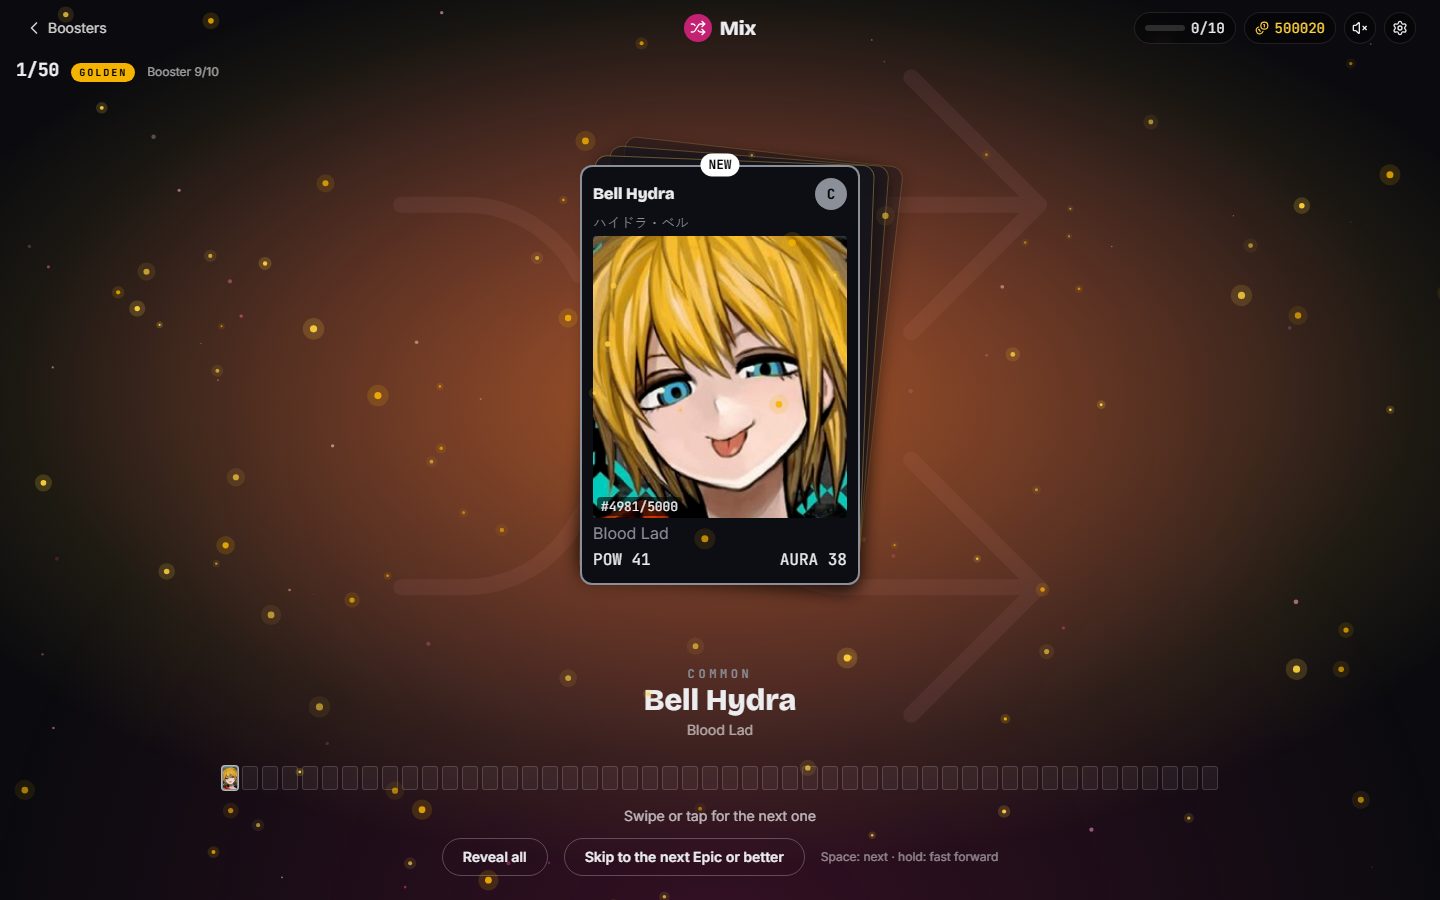 Boosters
Mix
0/10
500020
1/50
GOLDEN
Booster 9/10
NEW
Bell Hydra
C
ハイドラ・ベル
#4981/5000
Blood Lad
POW 41
AURA 38
COMMON
Bell Hydra
Blood Lad
Swipe or tap for the next one
Reveal all
Skip to the next Epic or better
Space: next · hold: fast forward